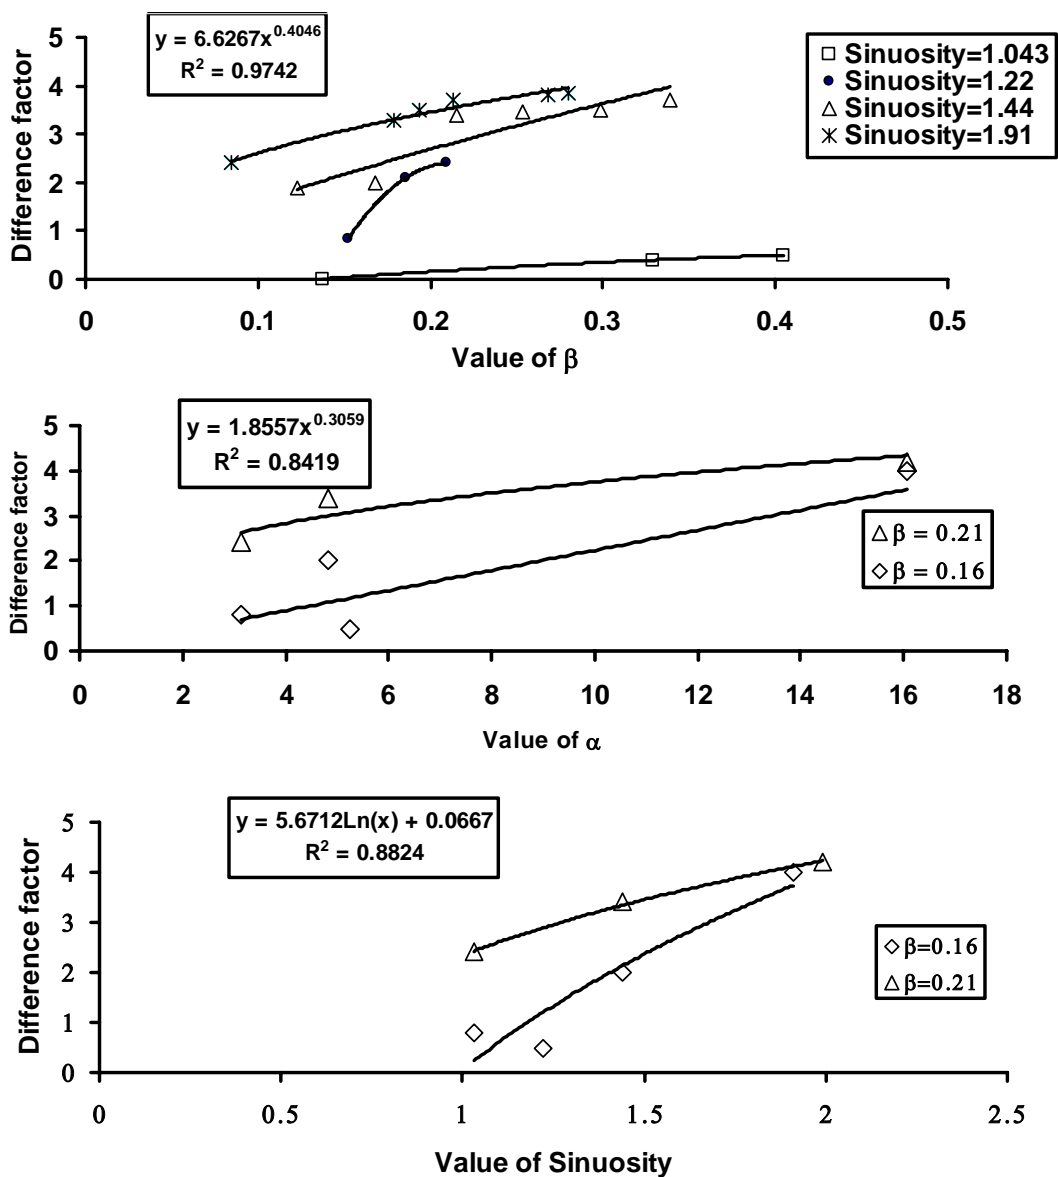 y = 6.6267x^0.4046
R² = 0.9742
Sinuosity=1.043
Sinuosity=1.22
Sinuosity=1.44
Sinuosity=1.91
Difference factor
5
4
3
2
1
0
0 0.1 0.2 0.3 0.4 0.5
Value of β
y = 1.8557x^0.3059
R² = 0.8419
Difference factor
5
4
3
2
1
0
β = 0.21
β = 0.16
0 2 4 6 8 10 12 14 16 18
Value of α
y = 5.6712Ln(x) + 0.0667
R² = 0.8824
Difference factor
5
4
3
2
1
0
β=0.16
β=0.21
0 0.5 1 1.5 2 2.5
Value of Sinuosity